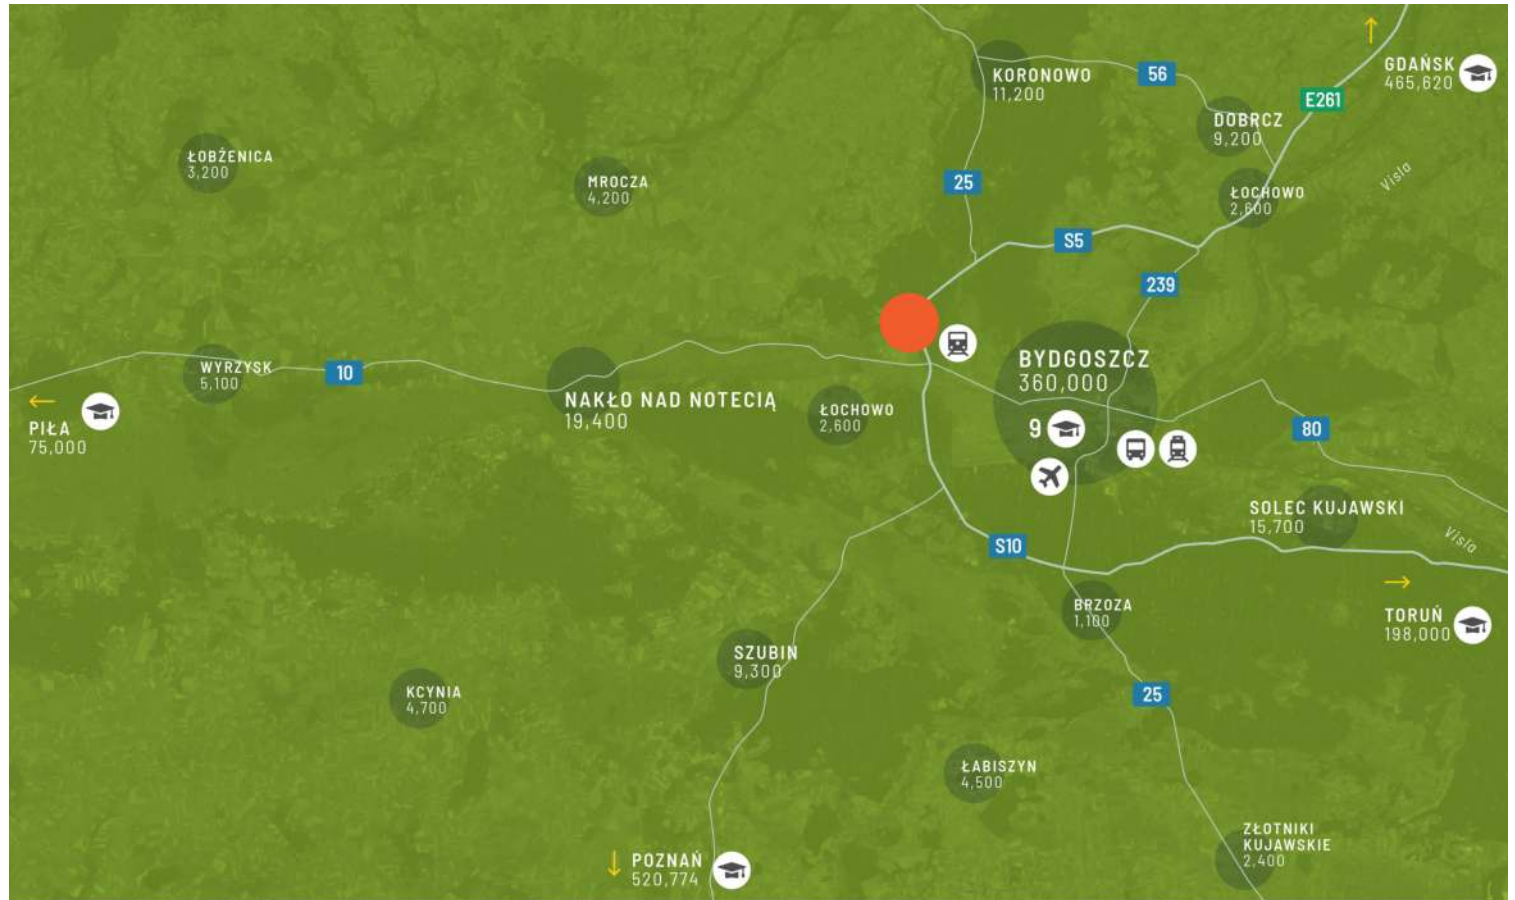 GDAŃSK
465,620
KORONOWO
11,200
56
E261
DOBRCZ
9,200
ŁOBŻENICA
3,200
MROCZA
4,200
25
ŁOCHOWO
2,600
Visla
S5
239
WYRZYSK
5,100
10
BYDGOSZCZ
360,000
NAKŁO NAD NOTECIĄ
19,400
ŁOCHOWO
2,600
PIŁA
75,000
9
80
SOLEC KUJAWSKI
15,700
Visla
S10
BRZOZA
1,100
TORUŃ
198,000
SZUBIN
9,300
KCYNIA
4,700
25
ŁABISZYN
4,500
ZŁOTNIKI
KUJAWSKIE
2,400
POZNAŃ
520,774